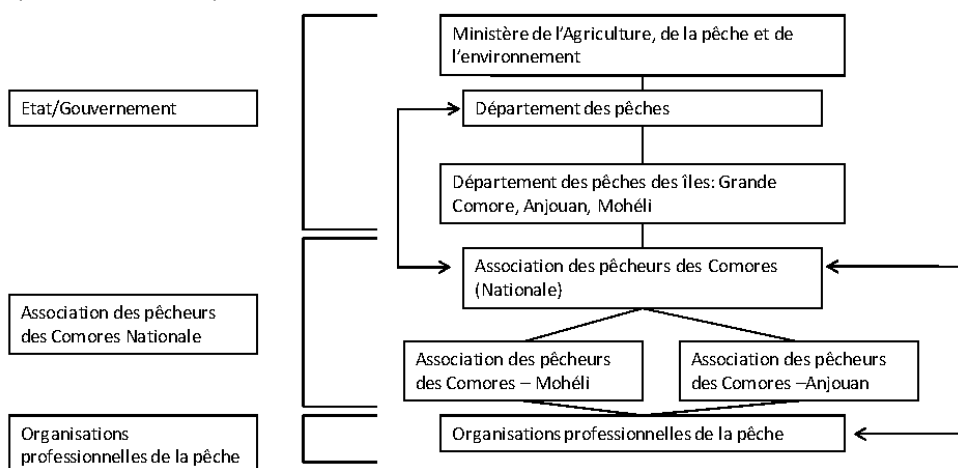 Ministère de l'Agriculture, de la pêche et de
l'environnement
Etat/Gouvernement
Département des pêches
Département des pêches des îles: Grande
Comore, Anjouan, Mohéli
Association des pêcheurs des Comores
(Nationale)
Association des pêcheurs
des Comores Nationale
Association des pêcheurs
des Comores – Mohéli
Association des pêcheurs
des Comores –Anjouan
Organisations
professionnelles de la pêche
Organisations professionnelles de la pêche